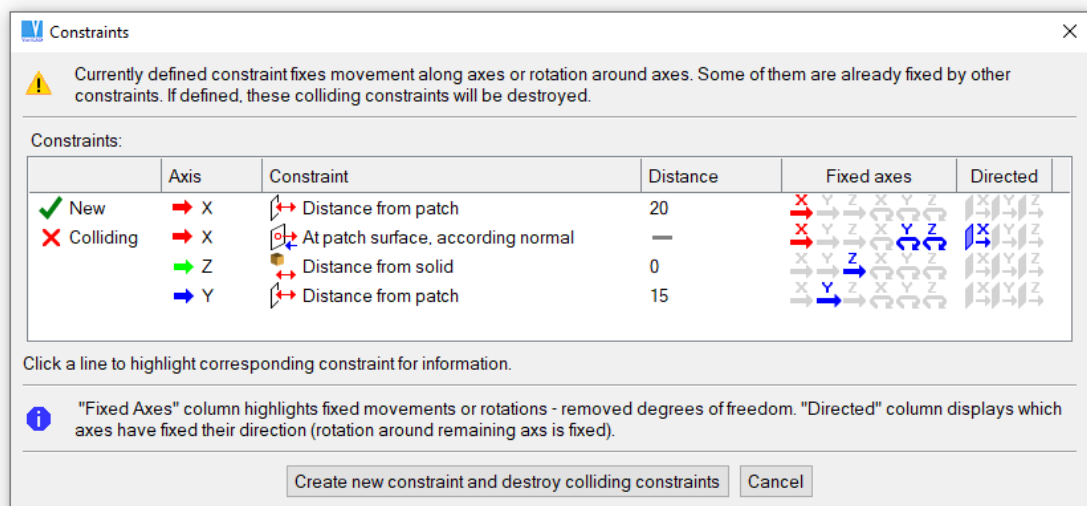 Constraints
Currently defined constraint fixes movement along axes or rotation around axes. Some of them are already fixed by other
constraints. If defined, these colliding constraints will be destroyed.
Constraints:
Axis Constraint Distance Fixed axes Directed
New X Distance from patch 20 X Y Z X Y Z X Y Z
Colliding X At patch surface, according normal — X Y Z X Y Z X Y Z
Z Distance from solid 0 X Y Z X Y Z X Y Z
Y Distance from patch 15 X Y Z X Y Z X Y Z
Click a line to highlight corresponding constraint for information.
"Fixed Axes" column highlights fixed movements or rotations - removed degrees of freedom. "Directed" column displays which
axes have fixed their direction (rotation around remaining axs is fixed).
Create new constraint and destroy colliding constraints Cancel